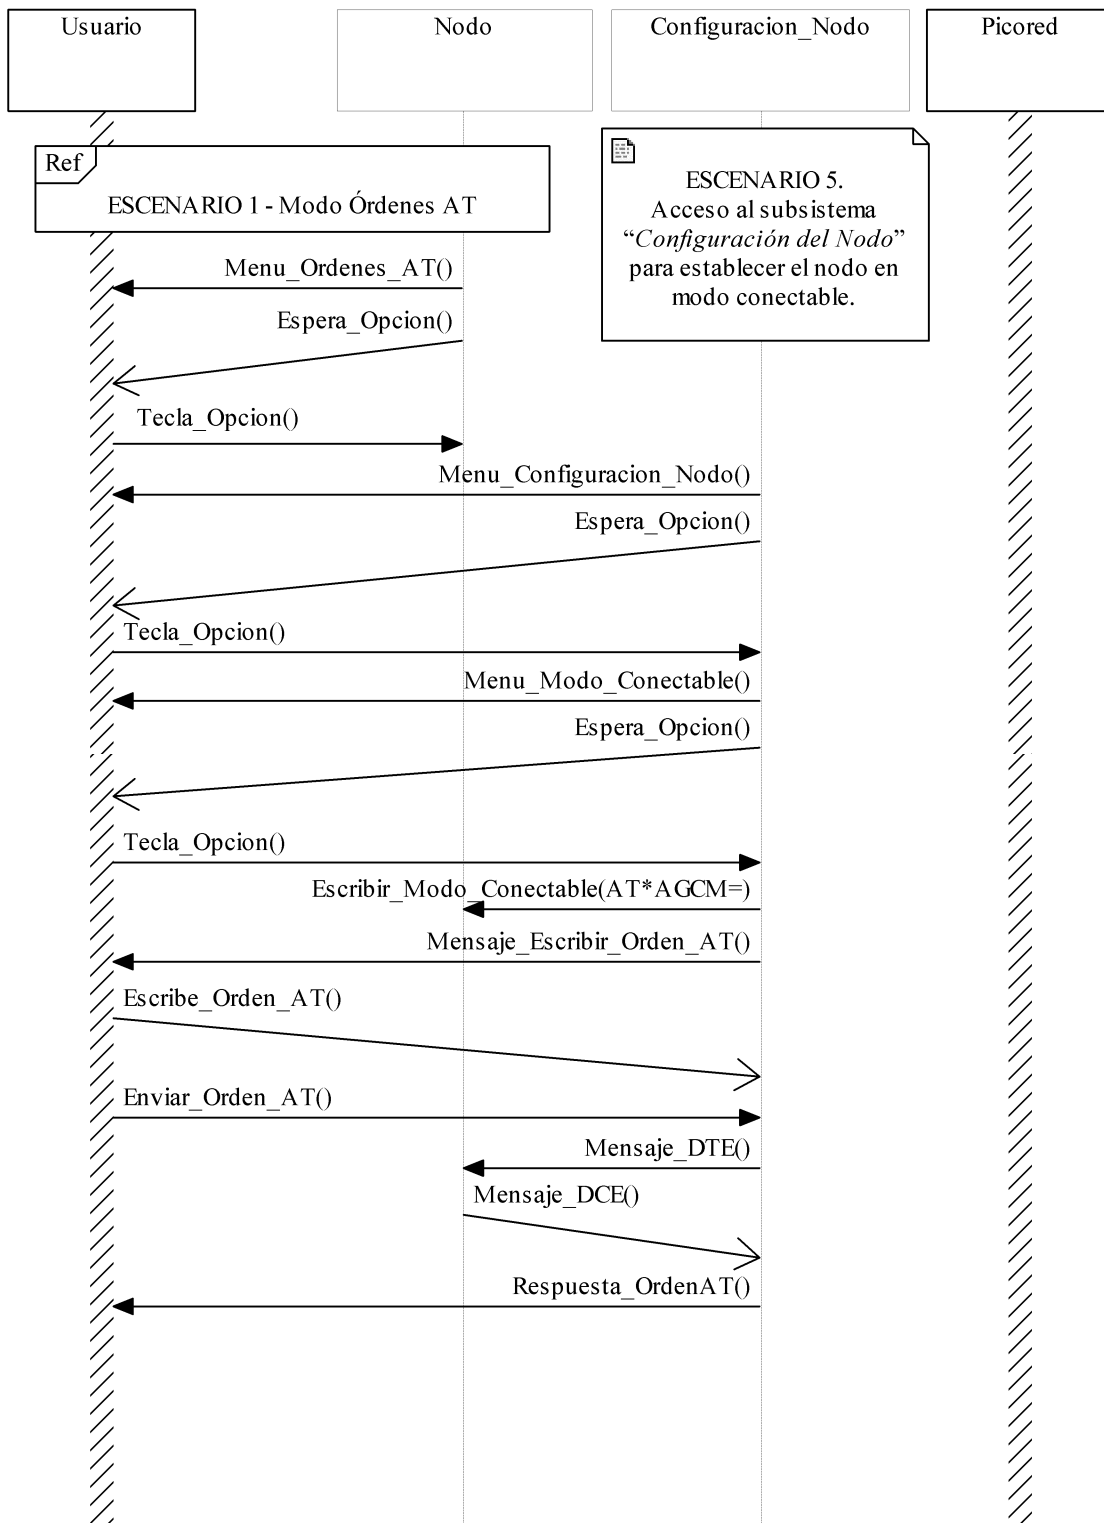 Usuario
Nodo
Configuracion_Nodo
Picored
Ref
ESCENARIO 1 - Modo Órdenes AT
ESCENARIO 5.
Acceso al subsistema
“Configuración del Nodo”
para establecer el nodo en
modo conectable.
Menu_Ordenes_AT()
Espera_Opcion()
Tecla_Opcion()
Menu_Configuracion_Nodo()
Espera_Opcion()
Tecla_Opcion()
Menu_Modo_Conectable()
Espera_Opcion()
Tecla_Opcion()
Escribir_Modo_Conectable(AT*AGCM=)
Mensaje_Escribir_Orden_AT()
Escribe_Orden_AT()
Enviar_Orden_AT()
Mensaje_DTE()
Mensaje_DCE()
Respuesta_OrdenAT()